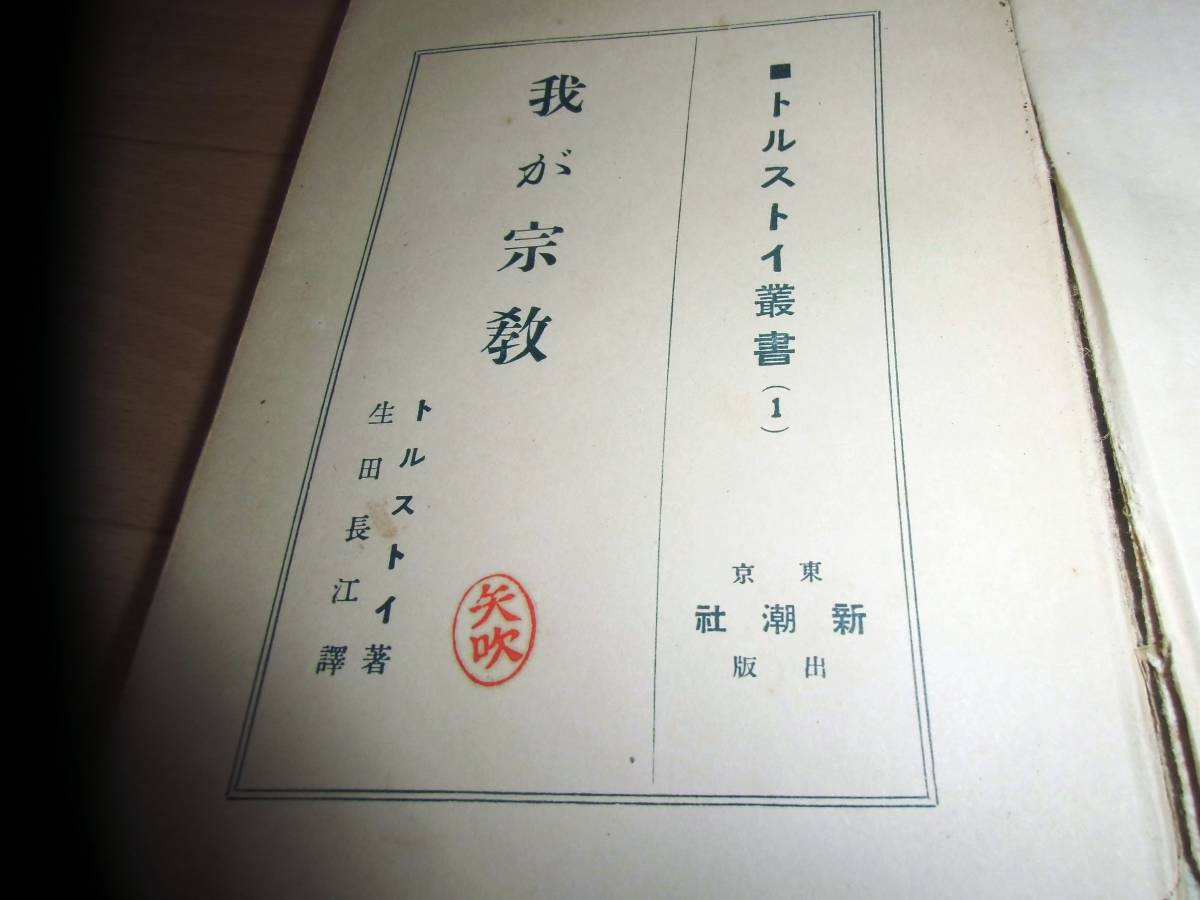 ■トルストイ叢書(1)
東京
新潮社
出版
我が宗教
トルストイ著
生田長江譯
矢吹